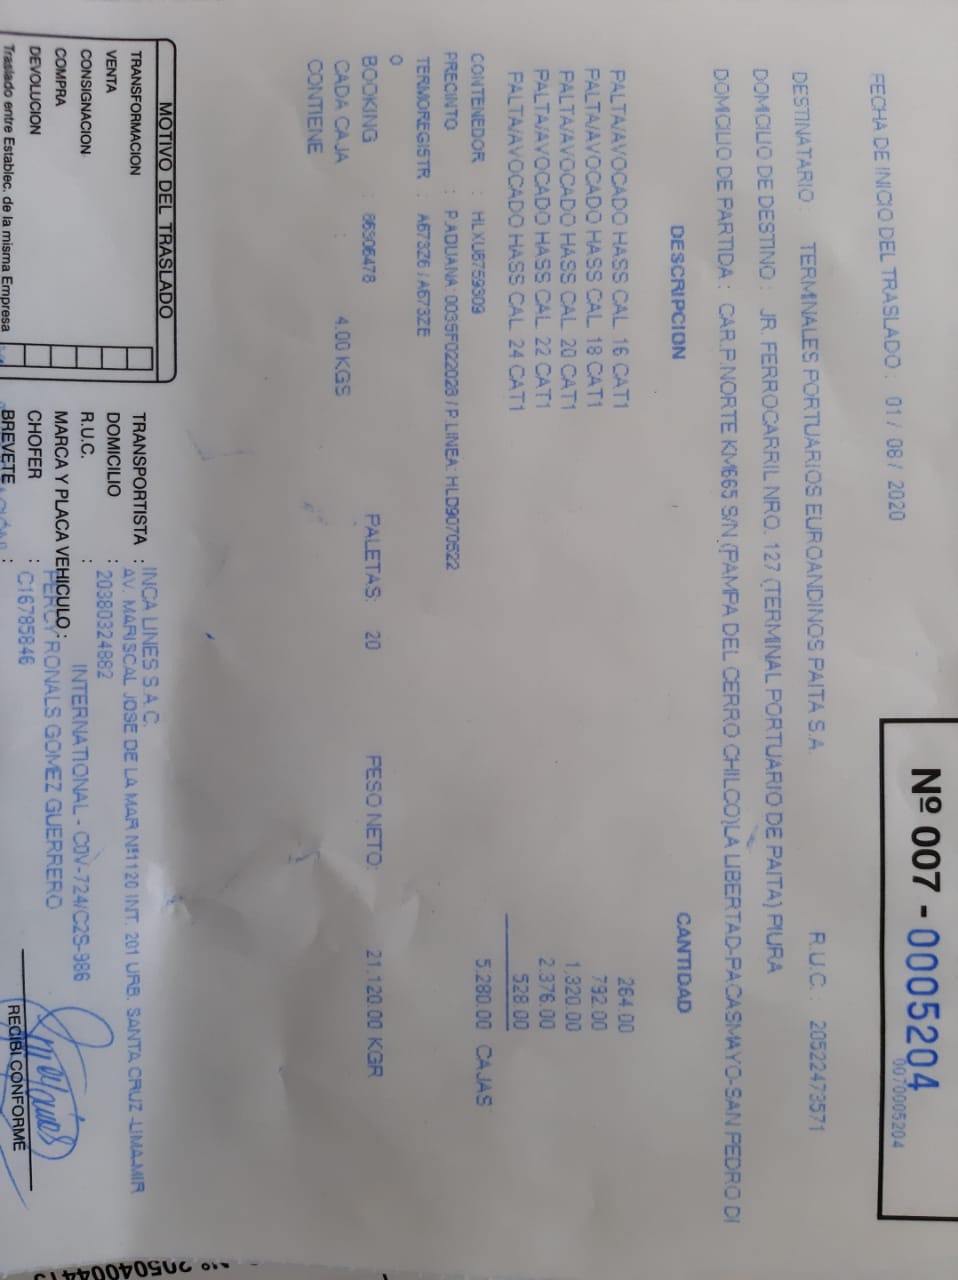 Nº 007 - 0005204
0070005204
FECHA DE INICIO DEL TRASLADO : 01 / 08 / 2020
DESTINATARIO : TERMINALES PORTUARIOS EUROANDINOS PAITA S.A. R.U.C. : 20522473571
DOMICILIO DE DESTINO : JR. FERROCARRIL NRO. 127 (TERMINAL PORTUARIO DE PAITA) PIURA
DOMICILIO DE PARTIDA : CAR.P.NORTE KM665 S/N (PAMPA DEL CERRO CHILCO)LA LIBERTAD-PACASMAYO-SAN PEDRO DI
DESCRIPCION CANTIDAD
PALTA/AVOCADO HASS CAL 16 CAT1 264.00
PALTA/AVOCADO HASS CAL 18 CAT1 792.00
PALTA/AVOCADO HASS CAL 20 CAT1 1,320.00
PALTA/AVOCADO HASS CAL 22 CAT1 2,376.00
PALTA/AVOCADO HASS CAL 24 CAT1 528.00
CONTENEDOR : HLXU8759309 5,280.00 CAJAS
PRECINTO : P.ADUANA 0035F022028 / P.LINEA: HLD9070522
TERMOREGISTR : A673Z6 / A673ZE
O
BOOKING : 86906478 PALETAS: 20 PESO NETO: 21,120.00 KGR
CADA CAJA : 4.00 KGS
CONTIENE
MOTIVO DEL TRASLADO
TRANSFORMACION
VENTA
CONSIGNACION
COMPRA
DEVOLUCION
Traslado entre Establec. de la misma Empresa
TRANSPORTISTA : INCA LINES S.A.C.
DOMICILIO : AV. MARISCAL JOSE DE LA MAR Nº1120 INT. 201 URB. SANTA CRUZ -LIMA-MIR
R.U.C. : 20380324882
MARCA Y PLACA VEHICULO : INTERNATIONAL - C0V-724/C2S-986
CHOFER : PERCY RONALS GOMEZ GUERRERO
BREVETE : C16785846
RECIBI CONFORME